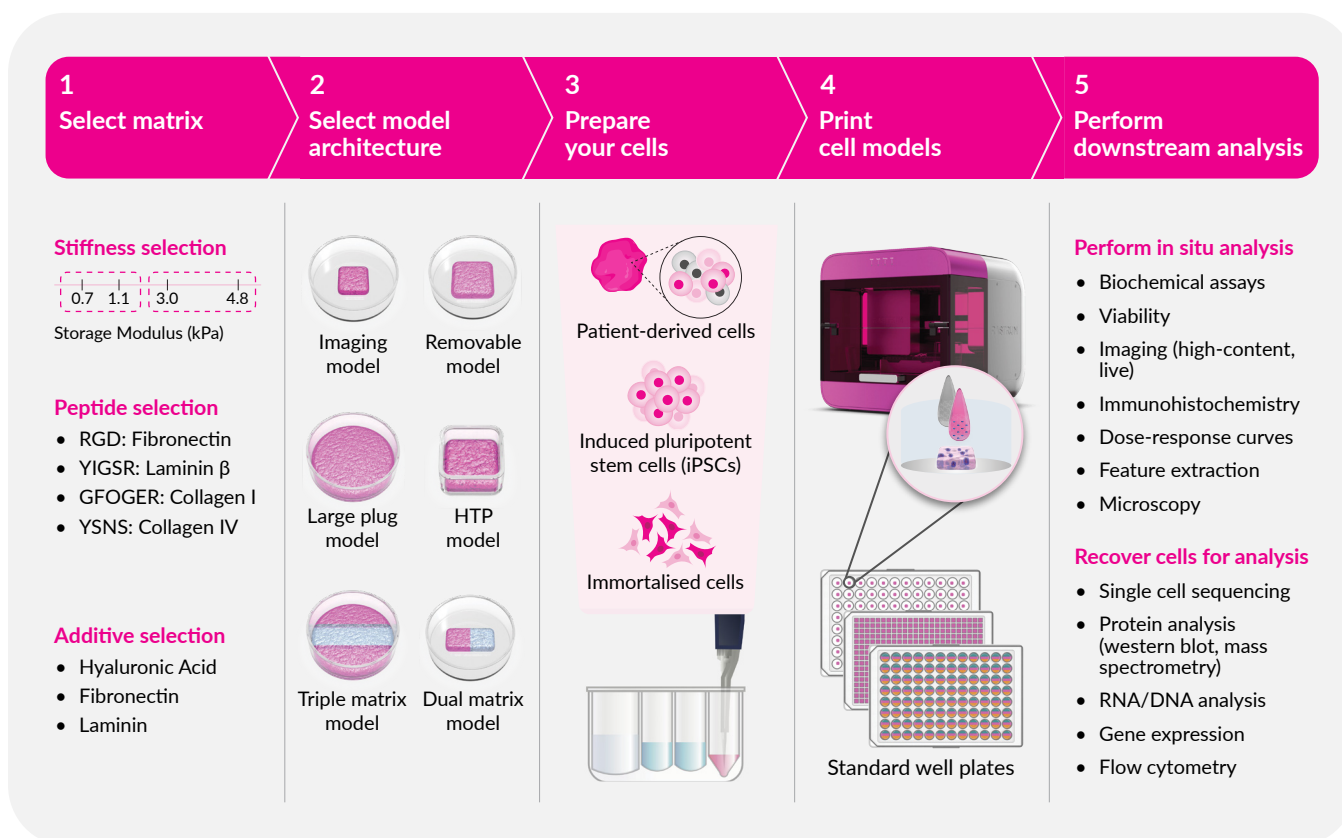 1
Select matrix
2
Select model
architecture
3
Prepare
your cells
4
Print
cell models
5
Perform
downstream analysis
Stiffness selection
0.7 1.1 3.0 4.8
Storage Modulus (kPa)
Peptide selection
• RGD: Fibronectin
• YIGSR: Laminin β
• GFOGER: Collagen I
• YSNS: Collagen IV
Additive selection
• Hyaluronic Acid
• Fibronectin
• Laminin
Imaging
model
Removable
model
Large plug
model
HTP
model
Triple matrix
model
Dual matrix
model
Patient-derived cells
Induced pluripotent
stem cells (iPSCs)
Immortalised cells
Standard well plates
Perform in situ analysis
• Biochemical assays
• Viability
• Imaging (high-content,
live)
• Immunohistochemistry
• Dose-response curves
• Feature extraction
• Microscopy
Recover cells for analysis
• Single cell sequencing
• Protein analysis
(western blot, mass
spectrometry)
• RNA/DNA analysis
• Gene expression
• Flow cytometry